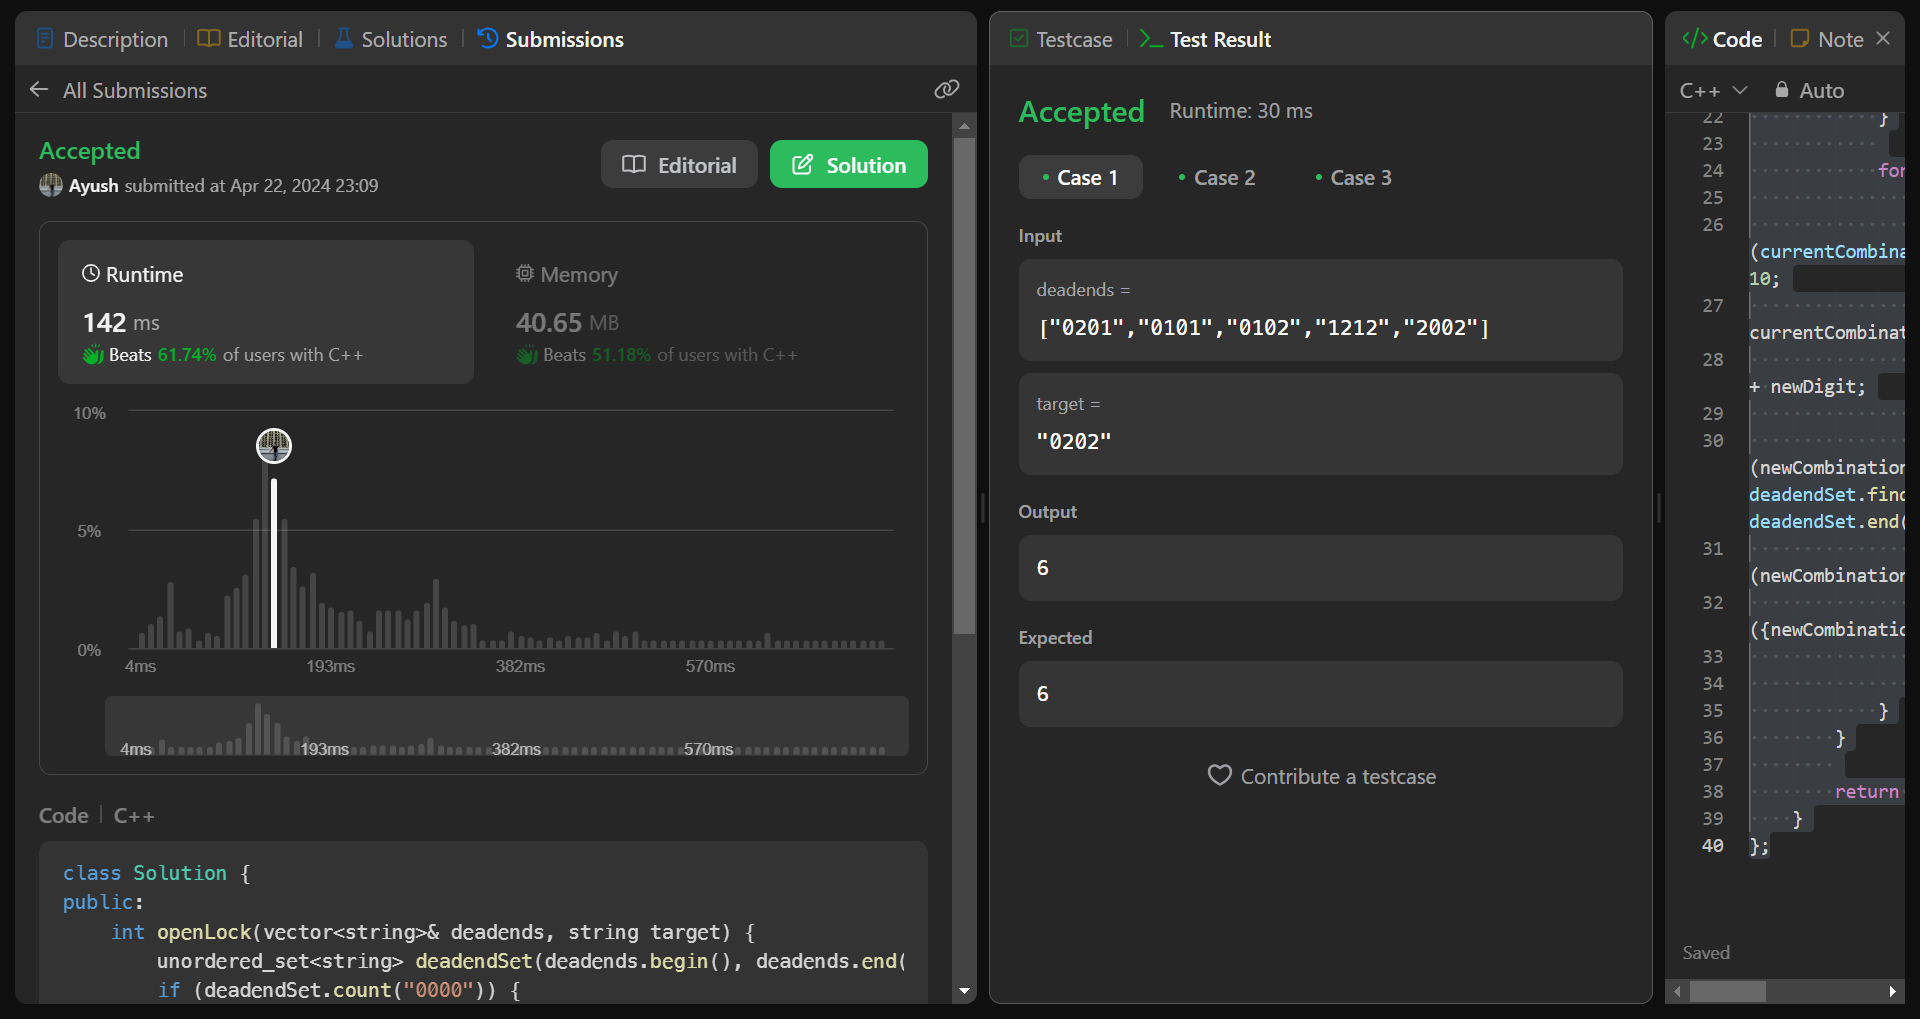 Description
Editorial
Solutions
Submissions
All Submissions
Accepted
Ayush submitted at Apr 22, 2024 23:09
Editorial
Solution
Runtime
142 ms
Beats 61.74% of users with C++
Memory
40.65 MB
Beats 51.18% of users with C++
10%
5%
0%
4ms 193ms 382ms 570ms
4ms 193ms 382ms 570ms
Code C++
class Solution {
public:
int openLock(vector<string>& deadends, string target) {
unordered_set<string> deadendSet(deadends.begin(), deadends.end(
if (deadendSet.count("0000")) {
Testcase
Test Result
Accepted Runtime: 30 ms
Case 1
Case 2
Case 3
Input
deadends =
["0201","0101","0102","1212","2002"]
target =
"0202"
Output
6
Expected
6
Contribute a testcase
</> Code
Note
C++
Auto
22 }
23
24 for
25
26
(currentCombina
10;
27
currentCombinat
28
+ newDigit;
29
30
(newCombination
deadendSet.find
deadendSet.end(
31
(newCombination
32
({newCombinatio
33
34
35 }
36 }
37
38 return
39 }
40 };
Saved